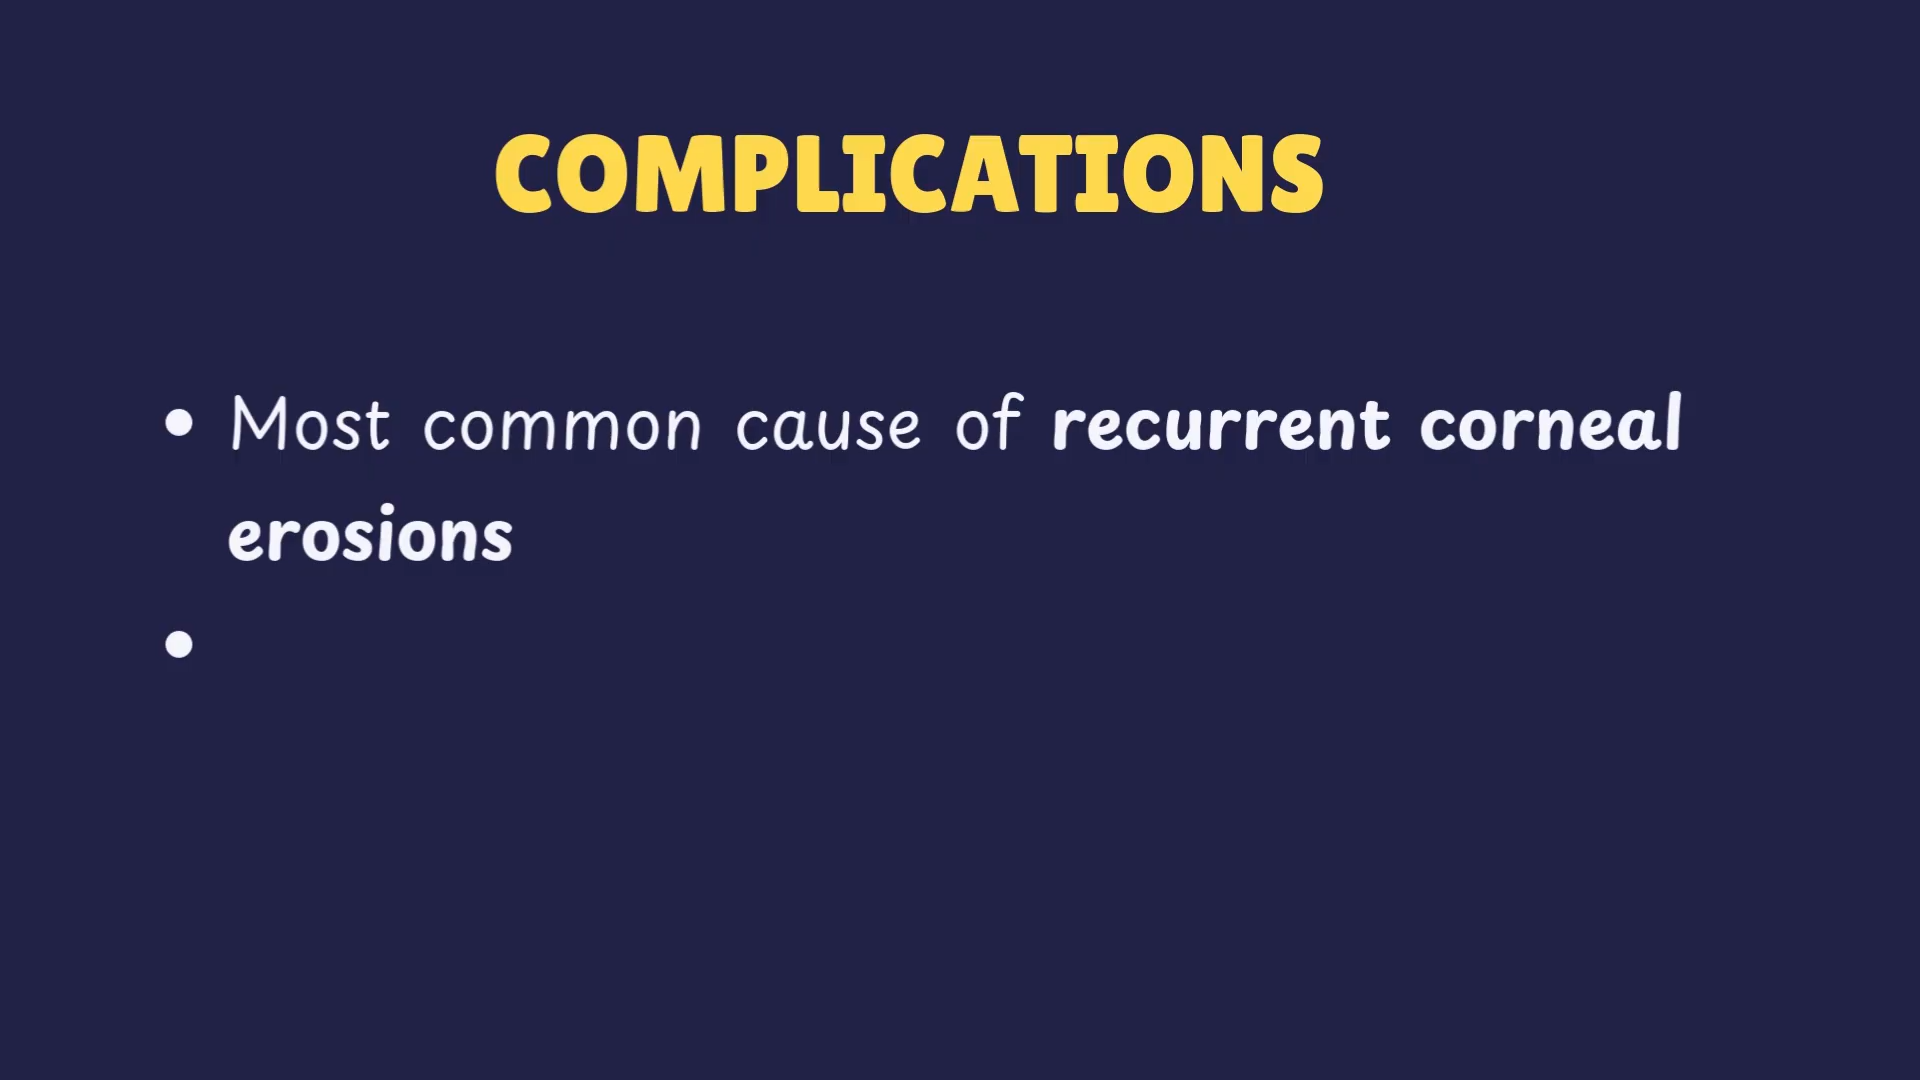 COMPLICATIONS
• Most common cause of recurrent corneal
erosions
•